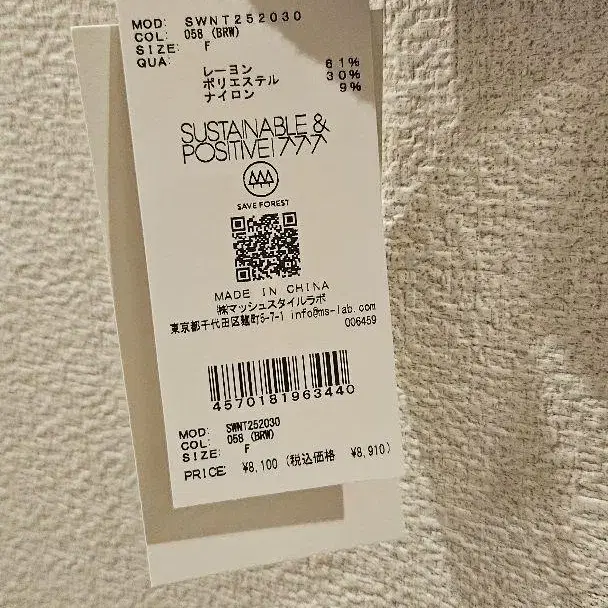 MOD: SWNT252030
COL: 058 (BRW)
SIZE: F
QUA:
レーヨン 61%
ポリエステル 30%
ナイロン 9%
SUSTAINABLE &
POSITIVE!↗↗↗
SAVE FOREST
MADE IN CHINA
㈱マッシュスタイルラボ
東京都千代田区麹町5-7-1 info@ms-lab.com
006459
4570181963440
MOD: SWNT252030
COL: 058 (BRW)
SIZE: F
PRICE: ¥8,100 (税込価格 ¥8,910)